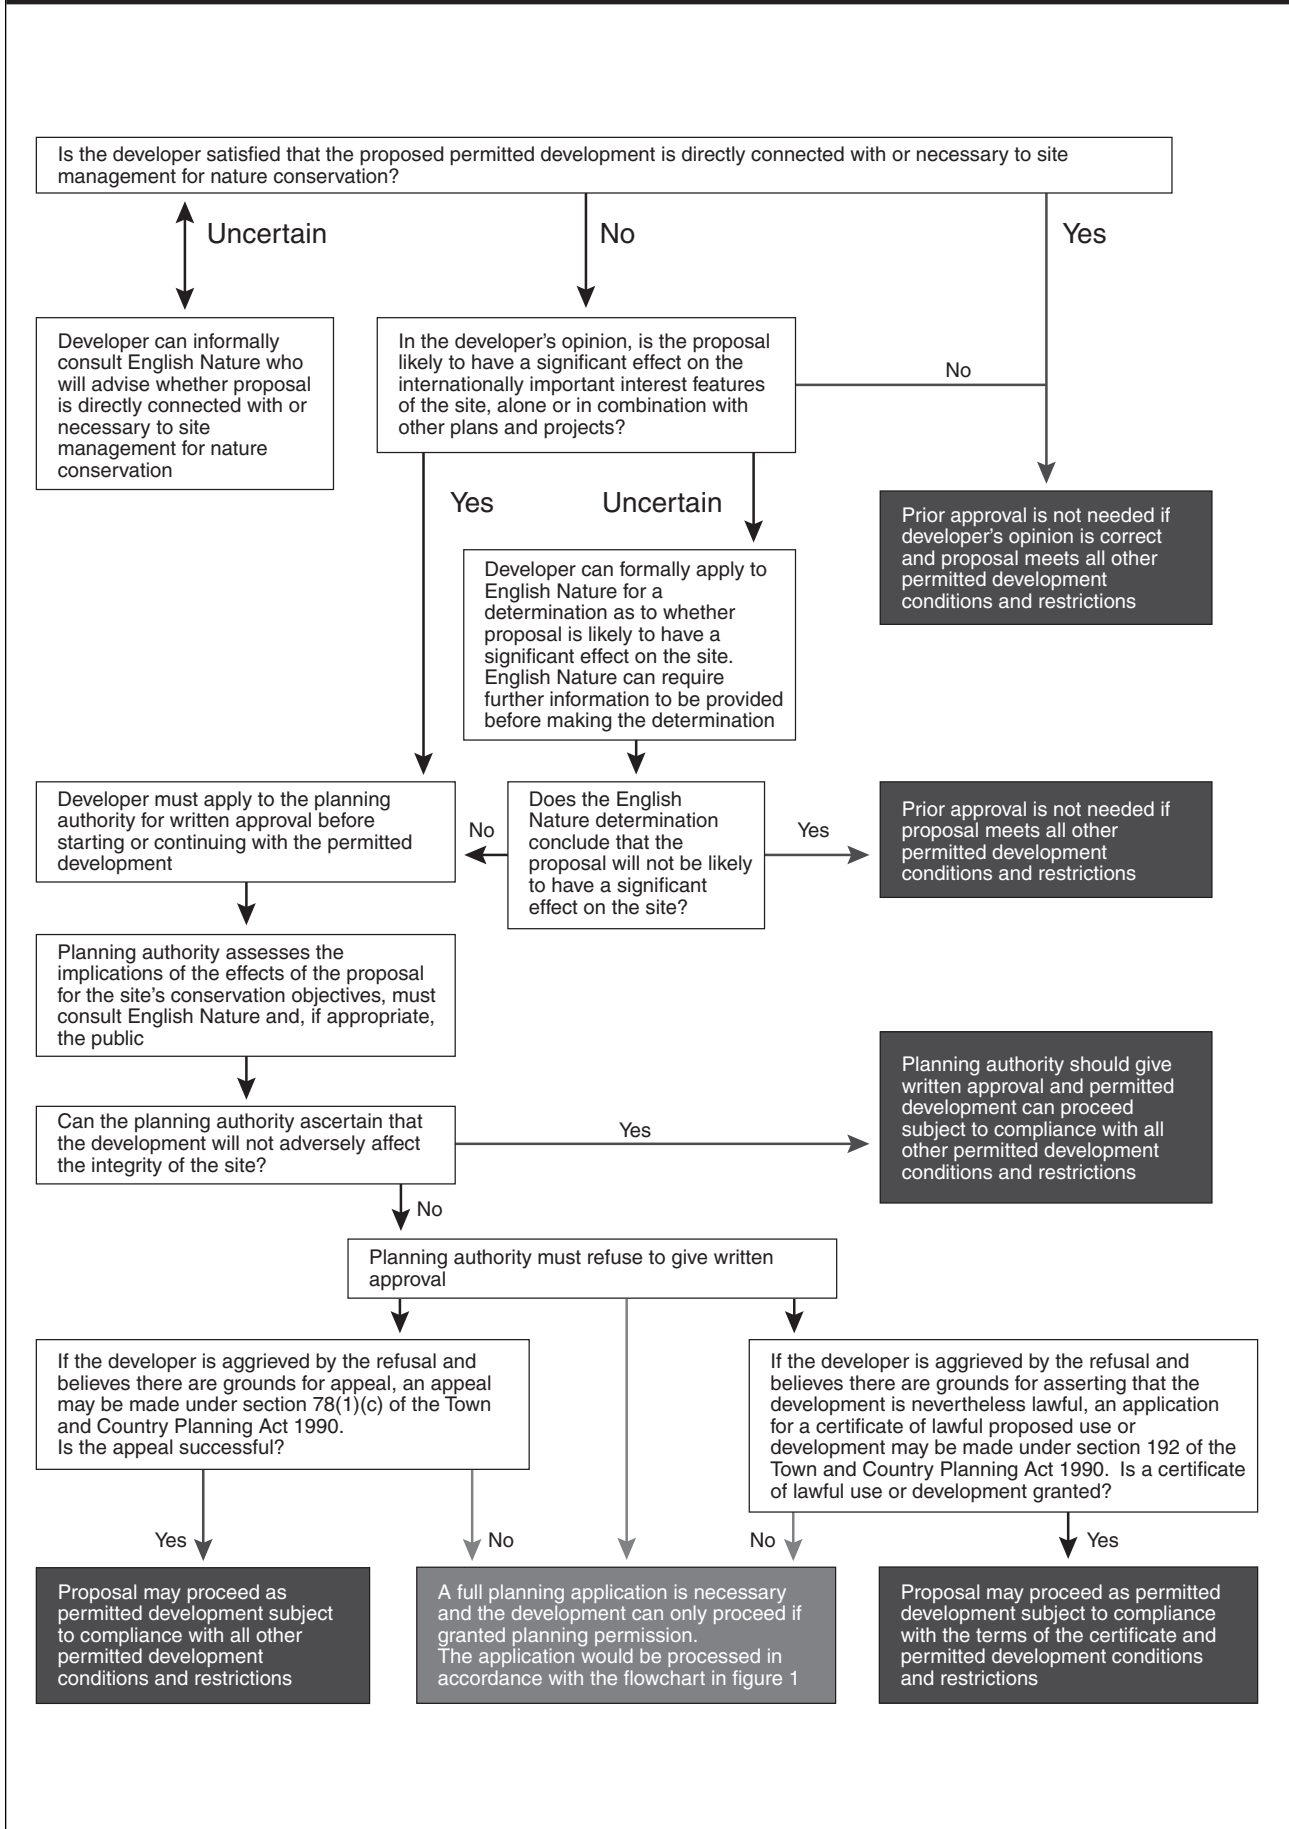 Is the developer satisfied that the proposed permitted development is directly connected with or necessary to site
management for nature conservation?
Uncertain
No
Yes
Developer can informally
consult English Nature who
will advise whether proposal
is directly connected with or
necessary to site
management for nature
conservation
In the developer's opinion, is the proposal
likely to have a significant effect on the
internationally important interest features
of the site, alone or in combination with
other plans and projects?
No
Yes
Uncertain
Prior approval is not needed if
developer's opinion is correct
and proposal meets all other
permitted development
conditions and restrictions
Developer can formally apply to
English Nature for a
determination as to whether
proposal is likely to have a
significant effect on the site.
English Nature can require
further information to be provided
before making the determination
Developer must apply to the planning
authority for written approval before
starting or continuing with the permitted
development
No
Does the English
Nature determination
conclude that the
proposal will not be likely
to have a significant
effect on the site?
Yes
Prior approval is not needed if
proposal meets all other
permitted development
conditions and restrictions
Planning authority assesses the
implications of the effects of the proposal
for the site's conservation objectives, must
consult English Nature and, if appropriate,
the public
Can the planning authority ascertain that
the development will not adversely affect
the integrity of the site?
Yes
Planning authority should give
written approval and permitted
development can proceed
subject to compliance with all
other permitted development
conditions and restrictions
No
Planning authority must refuse to give written
approval
If the developer is aggrieved by the refusal and
believes there are grounds for appeal, an appeal
may be made under section 78(1)(c) of the Town
and Country Planning Act 1990.
Is the appeal successful?
If the developer is aggrieved by the refusal and
believes there are grounds for asserting that the
development is nevertheless lawful, an application
for a certificate of lawful proposed use or
development may be made under section 192 of the
Town and Country Planning Act 1990. Is a certificate
of lawful use or development granted?
Yes
No
No
Yes
Proposal may proceed as
permitted development subject
to compliance with all other
permitted development
conditions and restrictions
A full planning application is necessary
and the development can only proceed if
granted planning permission.
The application would be processed in
accordance with the flowchart in figure 1
Proposal may proceed as permitted
development subject to compliance
with the terms of the certificate and
permitted development conditions
and restrictions